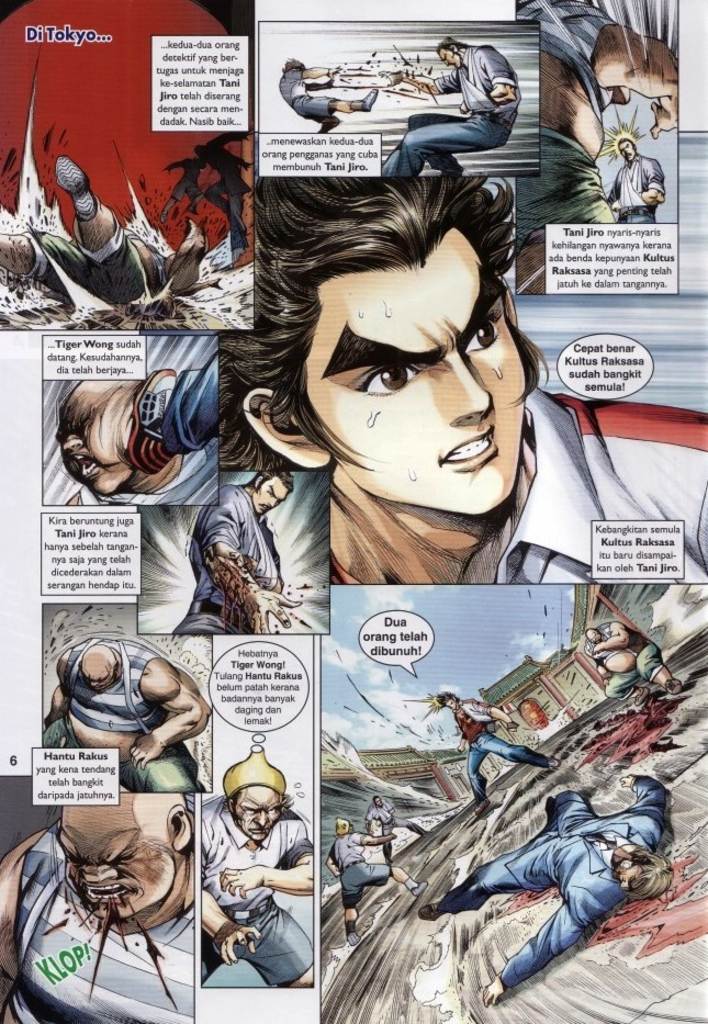 Di Tokyo...
...kedua-dua orang
detektif yang ber-
tugas untuk menjaga
ke-selamatan Tani
Jiro telah diserang
dengan secara men-
dadak. Nasib baik...
..menewaskan kedua-dua
orang pengganas yang cuba
membunuh Tani Jiro.
Tani Jiro nyaris-nyaris
kehilangan nyawanya kerana
ada benda kepunyaan Kultus
Raksasa yang penting telah
jatuh ke dalam tangannya.
...Tiger Wong sudah
datang. Kesudahannya,
dia telah berjaya...
Cepat benar
Kultus Raksasa
sudah bangkit
semula!
Kira beruntung juga
Tani Jiro kerana
hanya sebelah tangan-
nya saja yang telah
dicederakan dalam
serangan hendap itu.
Kebangkitan semula
Kultus Raksasa
itu baru disampai-
kan oleh Tani Jiro.
Dua
orang telah
dibunuh!
Hebatnya
Tiger Wong!
Tulang Hantu Rakus
belum patah kerana
badannya banyak
daging dan
lemak!
Hantu Rakus
yang kena tendang
telah bangkit
daripada jatuhnya.
6
KLOP!